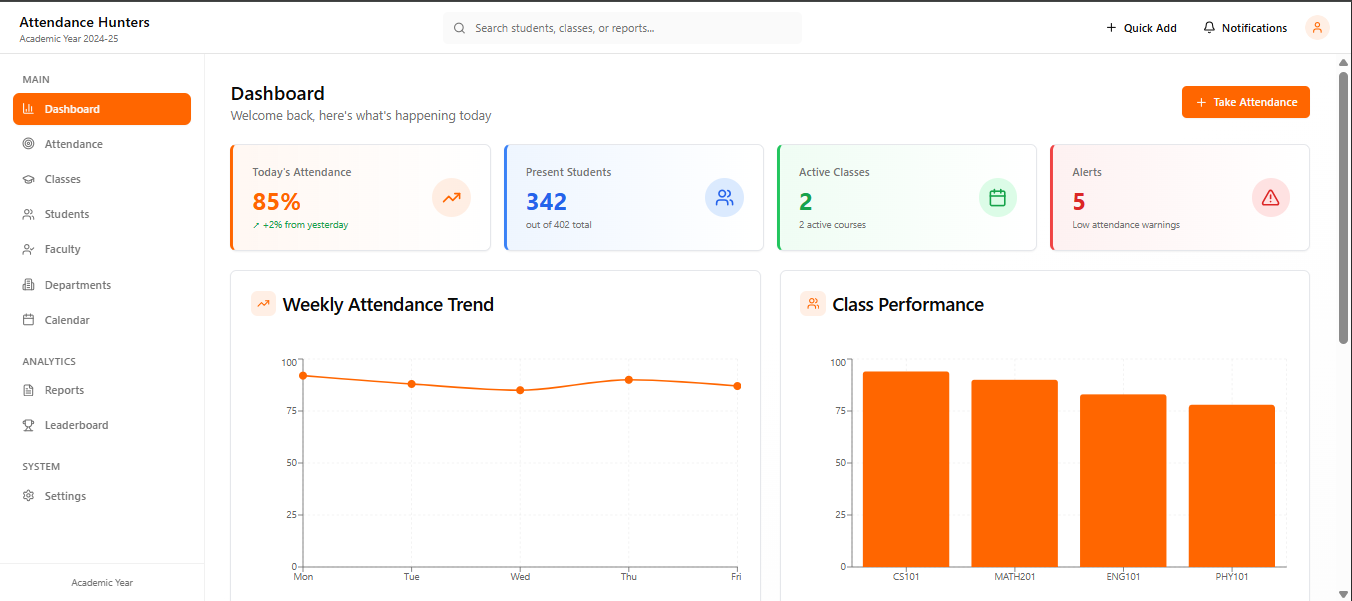 Attendance Hunters
Academic Year 2024-25
Search students, classes, or reports...
Quick Add
Notifications
MAIN
Dashboard
Attendance
Classes
Students
Faculty
Departments
Calendar
ANALYTICS
Reports
Leaderboard
SYSTEM
Settings
Academic Year
Dashboard
Welcome back, here's what's happening today
Take Attendance
Today's Attendance
85%
↗ +2% from yesterday
Present Students
342
out of 402 total
Active Classes
2
2 active courses
Alerts
5
Low attendance warnings
Weekly Attendance Trend
100
75
50
25
0
Mon Tue Wed Thu Fri
Class Performance
100
75
50
25
0
CS101 MATH201 ENG101 PHY101